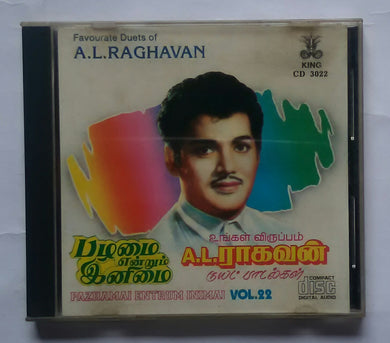 Favourate Duets of
A.L.RAGHAVAN
KING
CD 3022
உங்கள் விருப்பம்
A.L.ராகவன்
டூயட் பாடல்கள்
பழமை
என்றும்
இனிமை
PAZHAMAI ENTRUM INIMAI VOL.22
COMPACT
disc
DIGITAL AUDIO